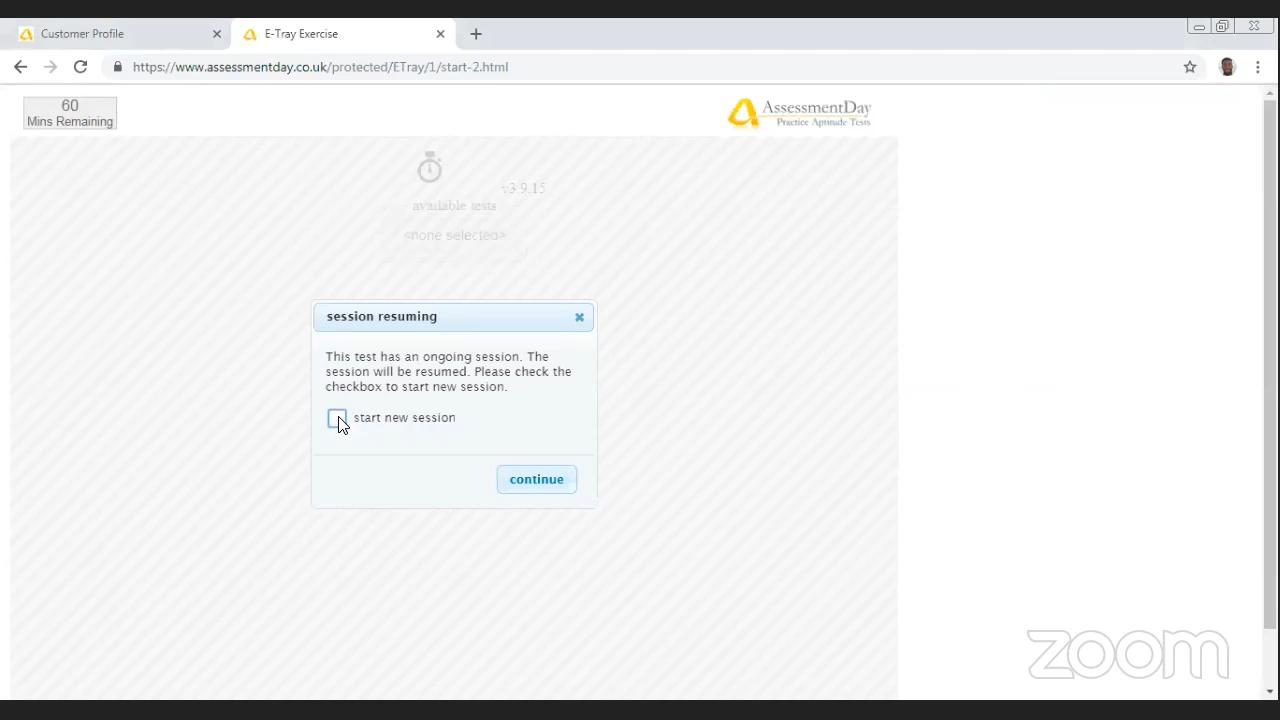 Customer Profile
E-Tray Exercise
https://www.assessmentday.co.uk/protected/ETray/1/start-2.html
60
Mins Remaining
AssessmentDay
Practice Aptitude Tests
v3.9.15
available tests
<none selected>
session resuming
This test has an ongoing session. The
session will be resumed. Please check the
checkbox to start new session.
start new session
continue
zoom